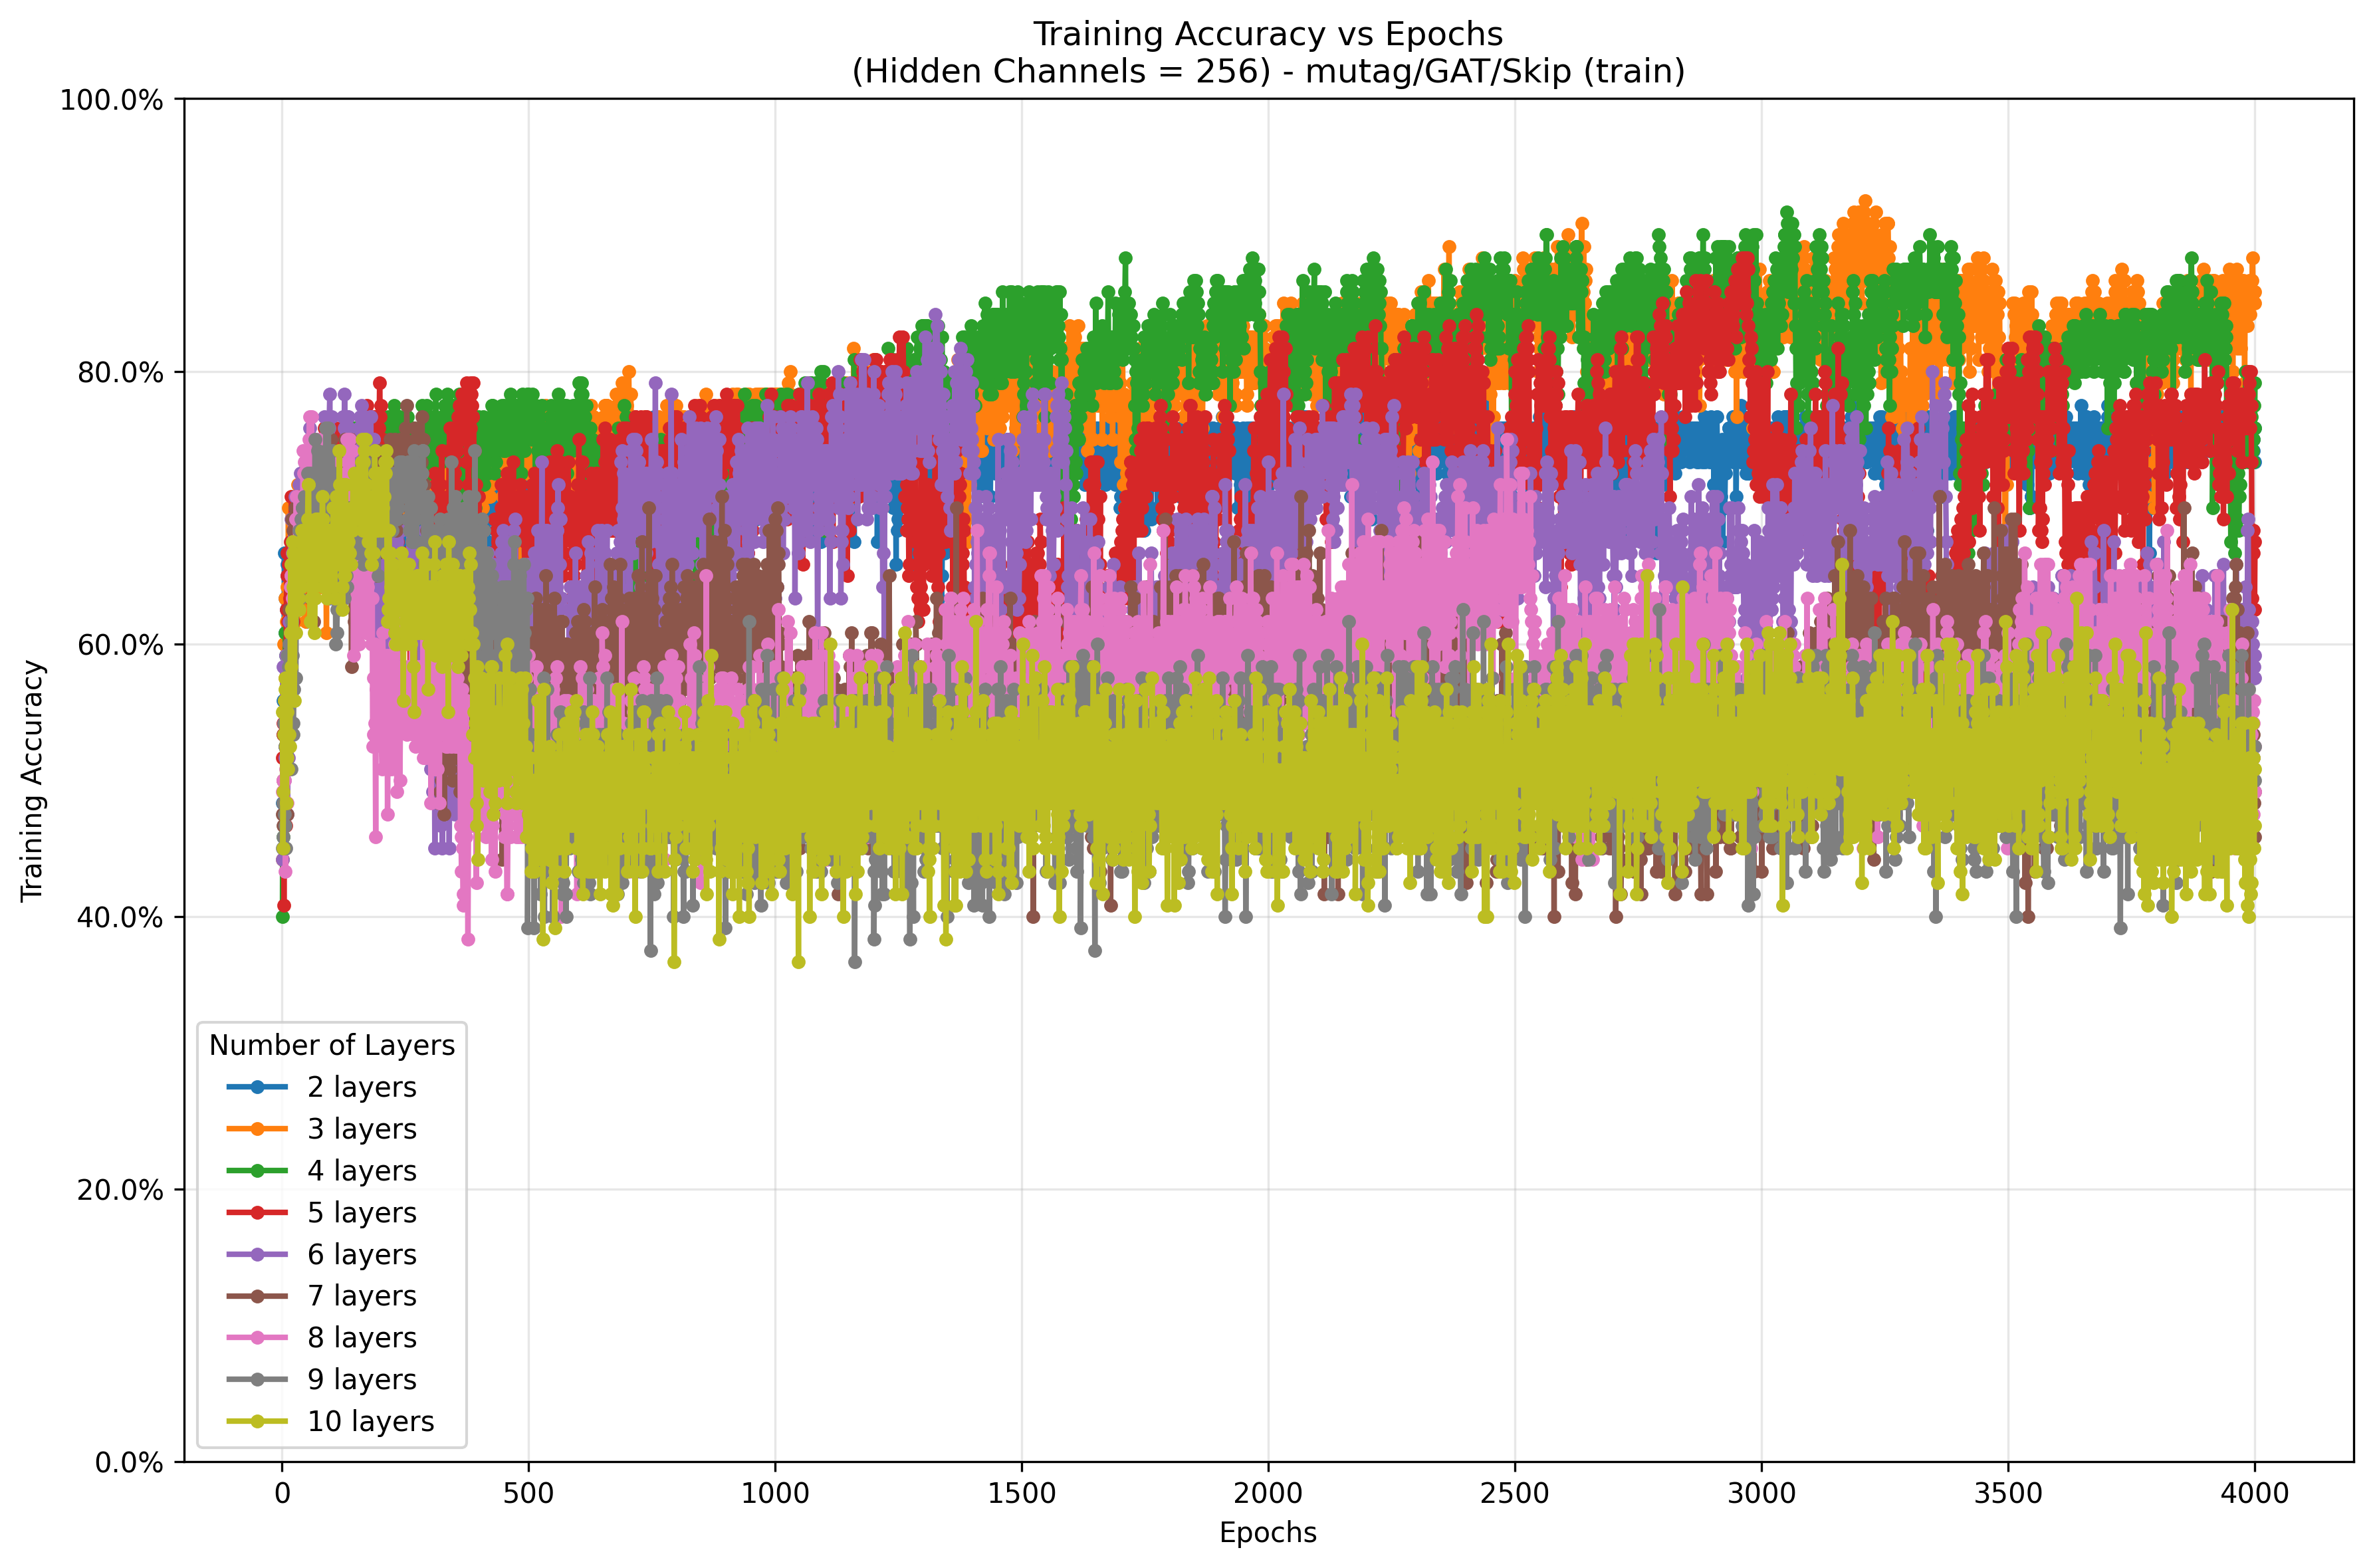 Training Accuracy vs Epochs
(Hidden Channels = 256) - mutag/GAT/Skip (train)
Training Accuracy
100.0%
80.0%
60.0%
40.0%
20.0%
0.0%
Number of Layers
2 layers
3 layers
4 layers
5 layers
6 layers
7 layers
8 layers
9 layers
10 layers
0 500 1000 1500 2000 2500 3000 3500 4000
Epochs